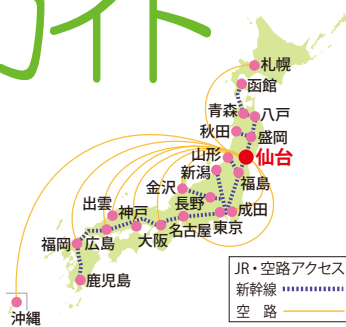 ガイド
札幌
函館
青森
八戸
秋田
盛岡
山形
仙台
新潟
福島
金沢
長野
成田
出雲
神戸
東京
名古屋
福岡
広島
大阪
鹿児島
沖縄
JR・空路アクセス
新幹線
空　路